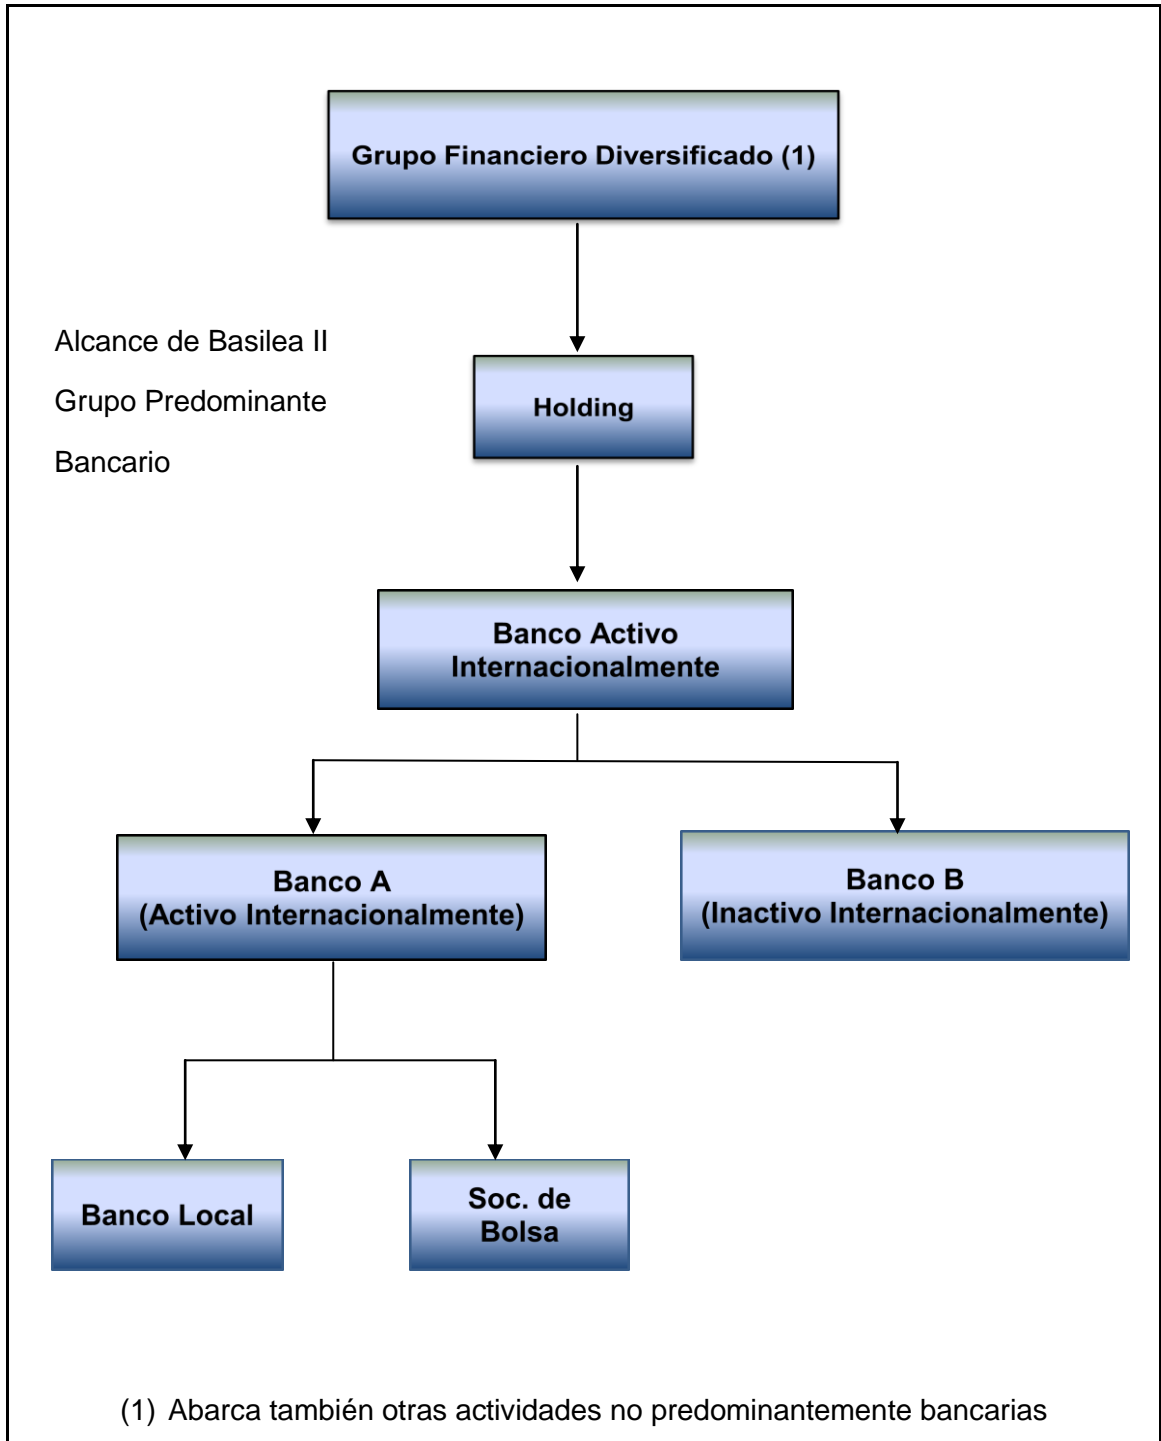 Grupo Financiero Diversificado (1)
Alcance de Basilea II
Grupo Predominante
Bancario
Holding
Banco Activo
Internacionalmente
Banco A
(Activo Internacionalmente)
Banco B
(Inactivo Internacionalmente)
Banco Local
Soc. de
Bolsa
(1) Abarca también otras actividades no predominantemente bancarias